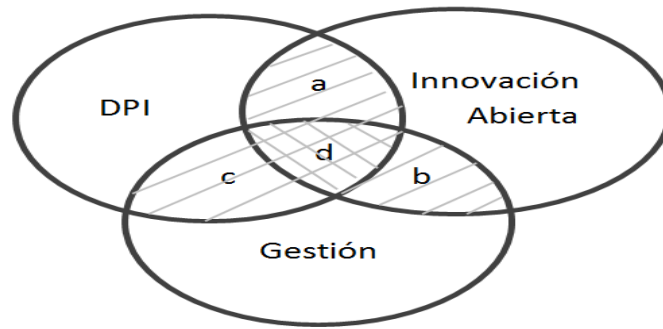 a
DPI
Innovación
Abierta
d
c
b
Gestión